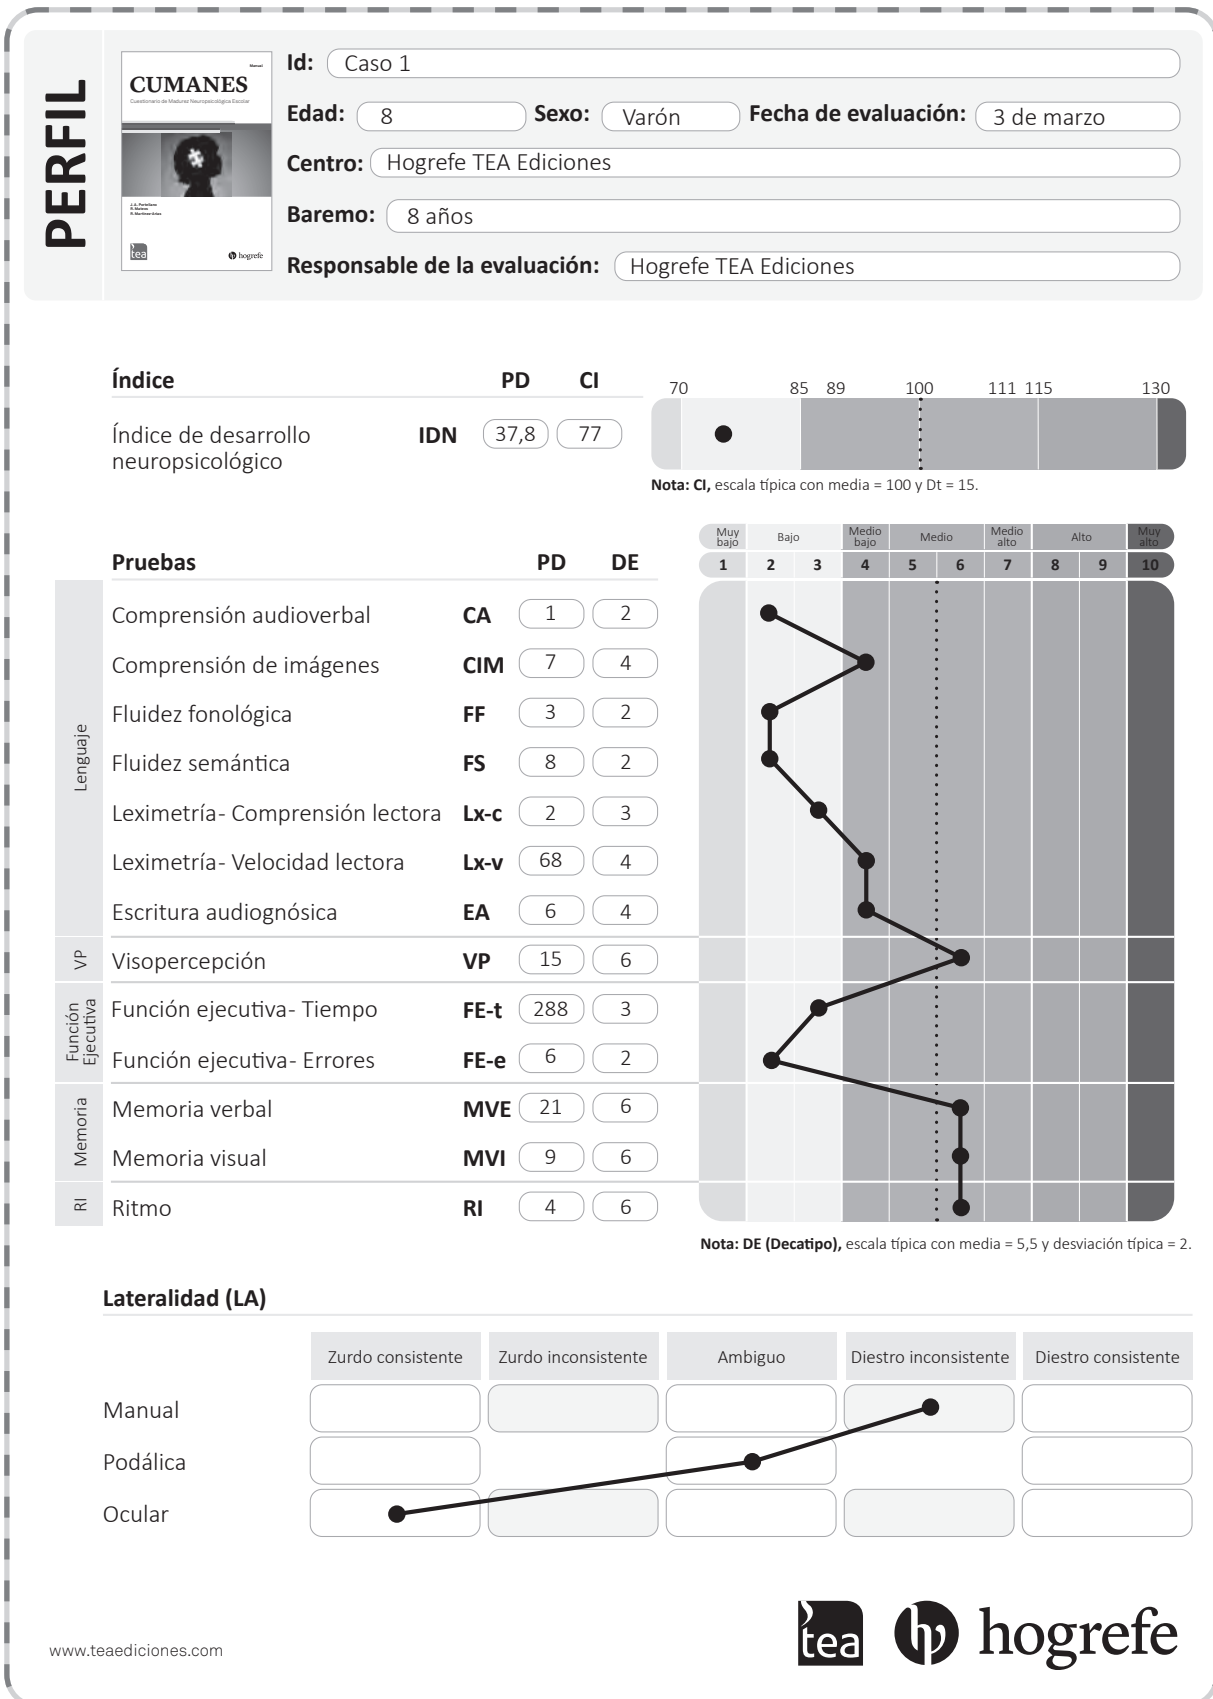 PERFIL
Manual
CUMANES
Cuestionario de Madurez Neuropsicológica Escolar
J. A. Portellano
R. Mateos
R. Martínez-Arias
tea
hogrefe
Id: Caso 1
Edad: 8 Sexo: Varón Fecha de evaluación: 3 de marzo
Centro: Hogrefe TEA Ediciones
Baremo: 8 años
Responsable de la evaluación: Hogrefe TEA Ediciones
Índice PD CI
70 85 89 100 111 115 130
Índice de desarrollo
neuropsicológico
IDN 37,8 77
Nota: CI, escala típica con media = 100 y Dt = 15.
Muy bajo Bajo Medio bajo Medio Medio alto Alto Muy alto
Pruebas PD DE
1 2 3 4 5 6 7 8 9 10
Lenguaje
Comprensión audioverbal CA 1 2
Comprensión de imágenes CIM 7 4
Fluidez fonológica FF 3 2
Fluidez semántica FS 8 2
Leximetría- Comprensión lectora Lx-c 2 3
Leximetría- Velocidad lectora Lx-v 68 4
Escritura audiognósica EA 6 4
VP
Visopercepción VP 15 6
Función
Ejecutiva
Función ejecutiva- Tiempo FE-t 288 3
Función ejecutiva- Errores FE-e 6 2
Memoria
Memoria verbal MVE 21 6
Memoria visual MVI 9 6
RI
Ritmo RI 4 6
Nota: DE (Decatipo), escala típica con media = 5,5 y desviación típica = 2.
Lateralidad (LA)
Zurdo consistente Zurdo inconsistente Ambiguo Diestro inconsistente Diestro consistente
Manual
Podálica
Ocular
www.teaediciones.com
tea
hogrefe